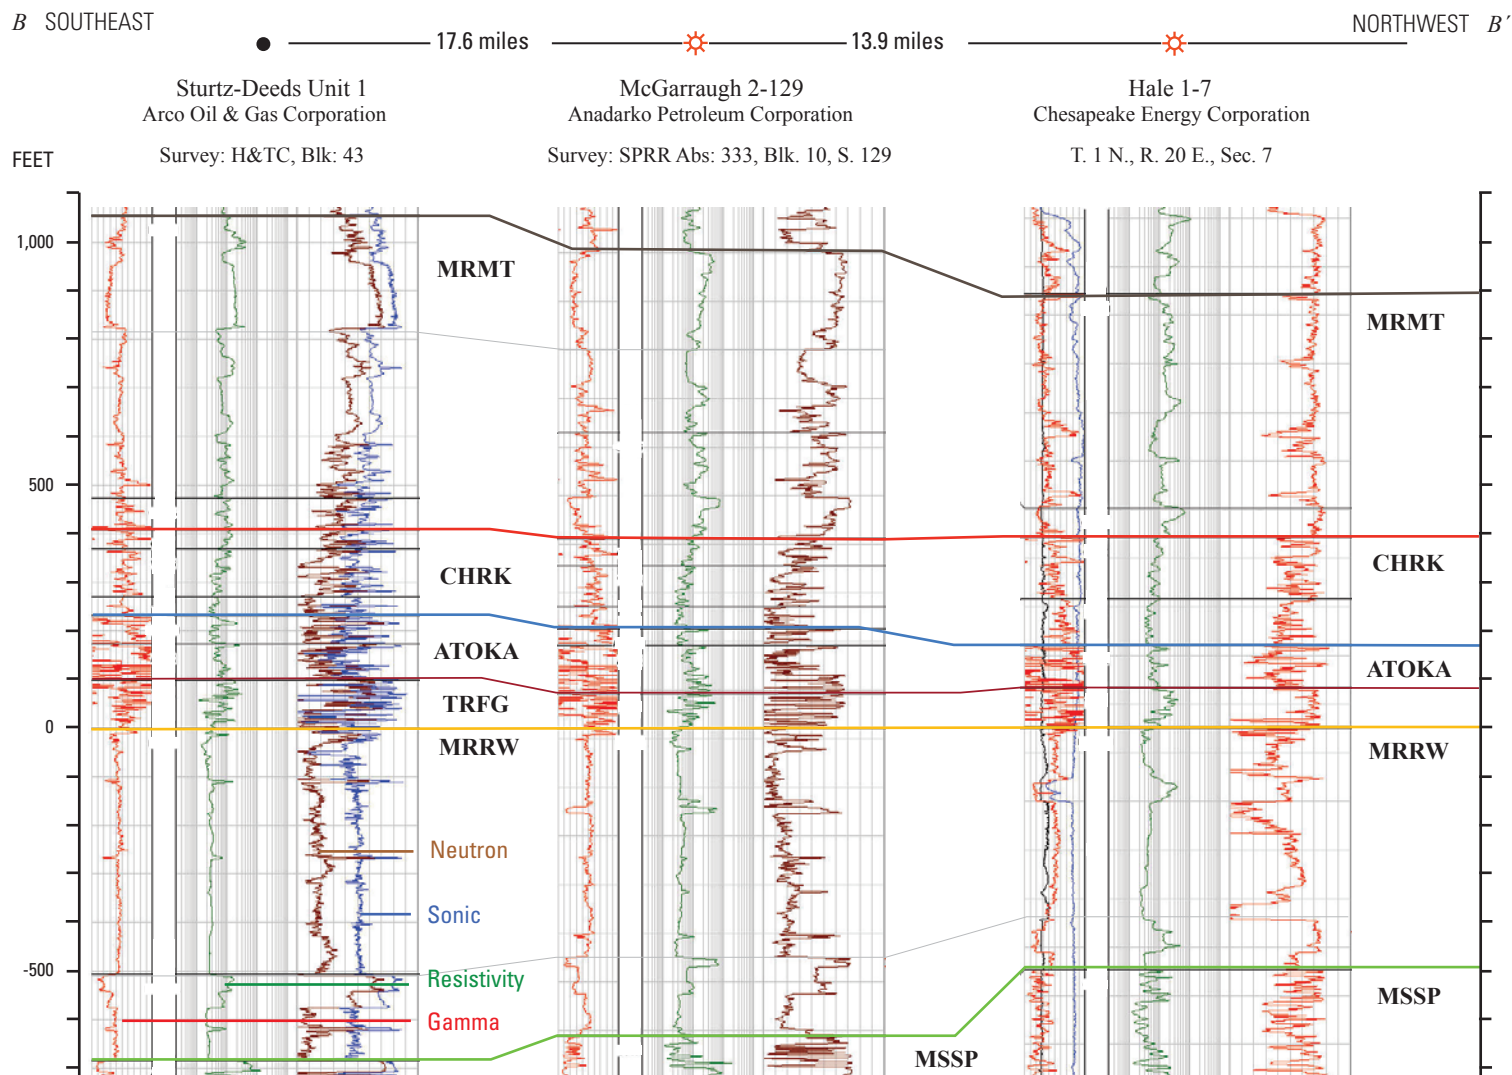 B SOUTHEAST
NORTHWEST B′
17.6 miles
13.9 miles
Sturtz-Deeds Unit 1
Arco Oil & Gas Corporation
Survey: H&TC, Blk: 43
McGarraugh 2-129
Anadarko Petroleum Corporation
Survey: SPRR Abs: 333, Blk. 10, S. 129
Hale 1-7
Chesapeake Energy Corporation
T. 1 N., R. 20 E., Sec. 7
FEET
1,000
MRMT
MRMT
500
CHRK
CHRK
ATOKA
ATOKA
TRFG
0
MRRW
MRRW
Neutron
Sonic
-500
Resistivity
MSSP
Gamma
MSSP